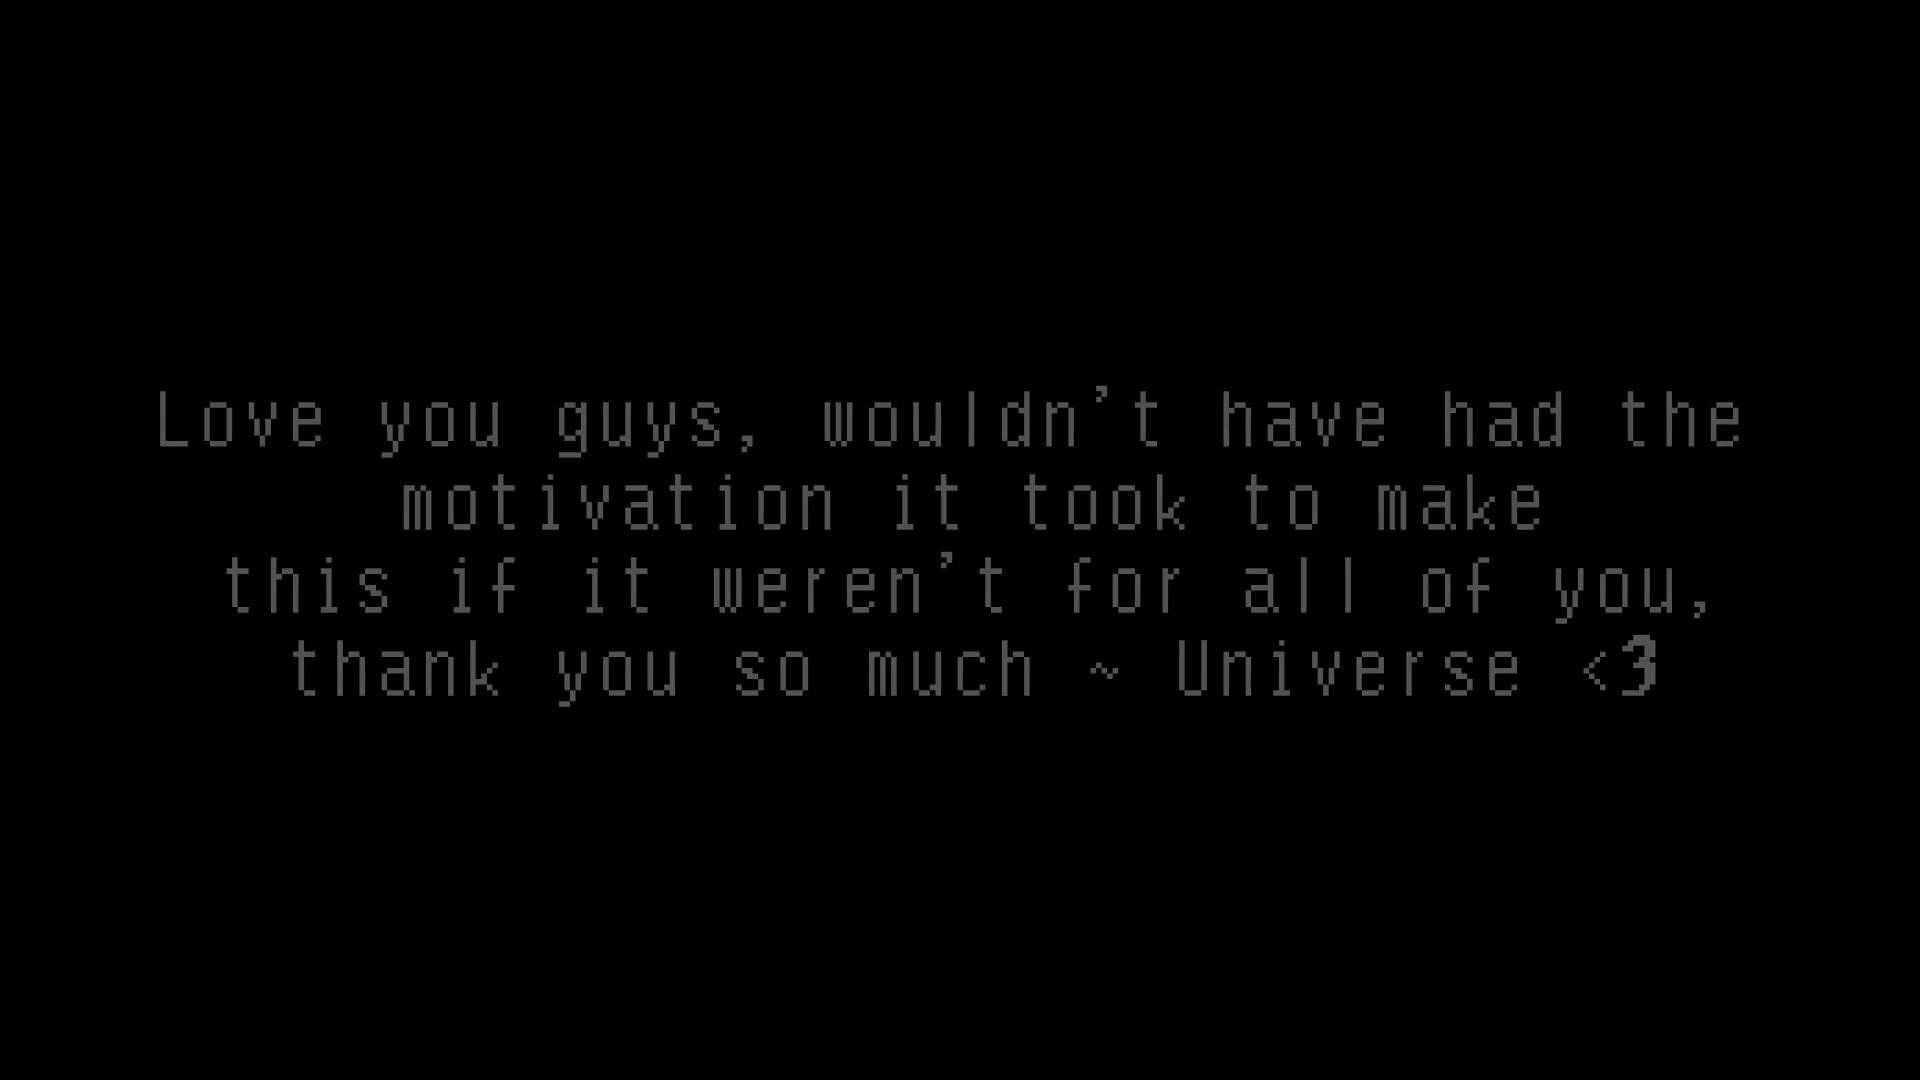 Love you guys, wouldn't have had the
motivation it took to make
this if it weren't for all of you,
thank you so much ~ Universe <3